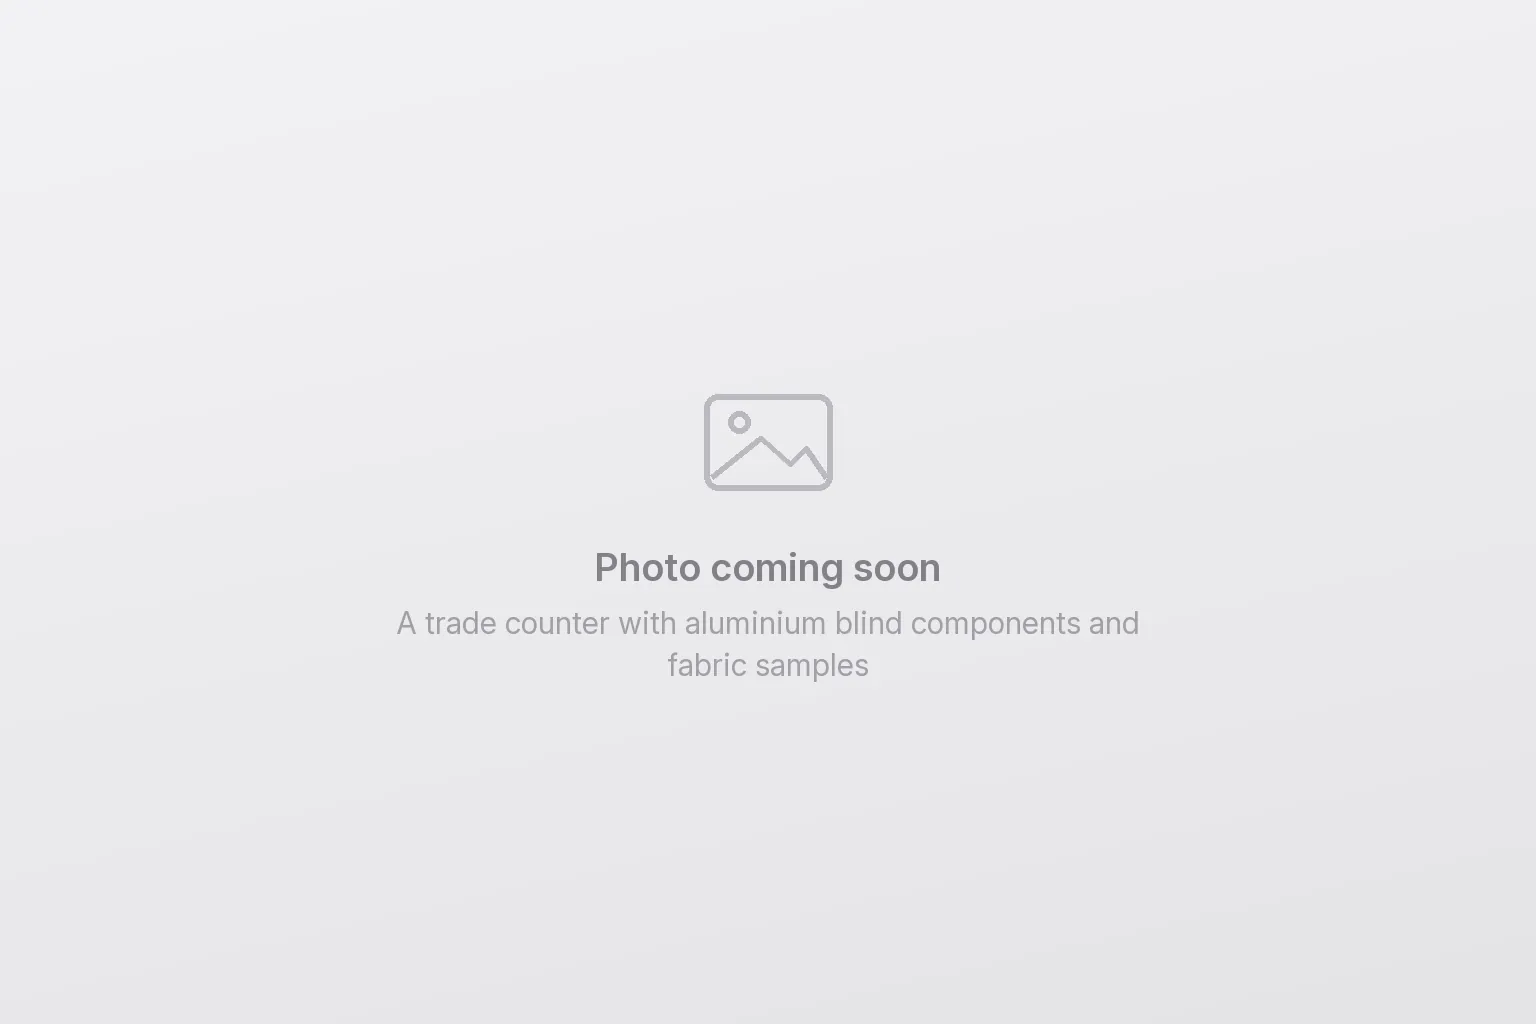 Photo coming soon
A trade counter with aluminium blind components and
fabric samples